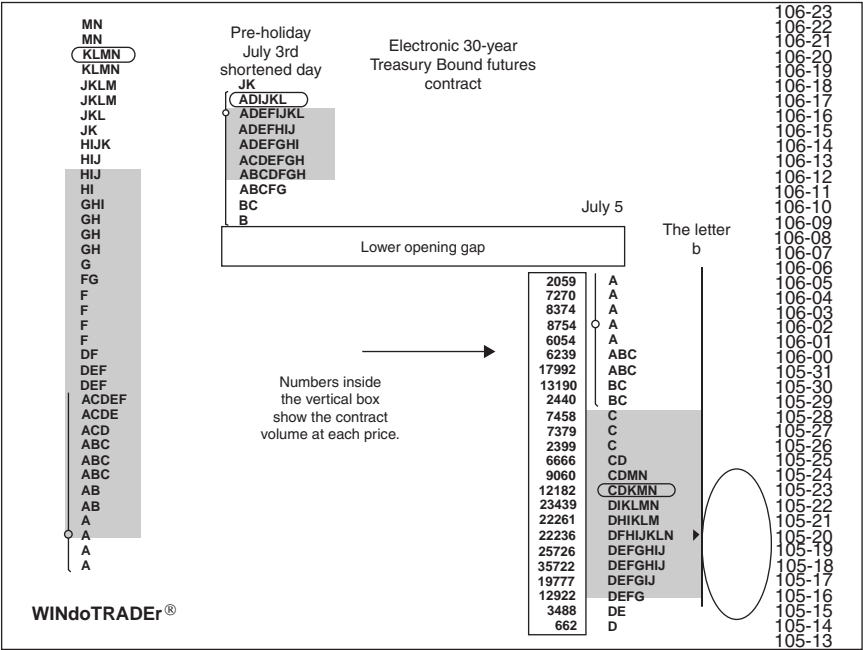 MN
MN
KLMN
KLMN
JKLM
JKLM
JKL
JK
HIJK
HIJ
HIJ
HI
GHI
GH
GH
GH
G
FG
F
F
F
F
DF
DEF
DEF
ACDEF
ACDE
ACD
ABC
ABC
ABC
AB
AB
A
A
A
A
WINdoTRADEr®
Pre-holiday
July 3rd
shortened day
JK
ADIJKL
ADEFIJKL
ADEFHIJ
ADEFGHI
ACDEFGH
ABCDFGH
ABCFG
BC
B
Electronic 30-year
Treasury Bound futures
contract
Lower opening gap
Numbers inside
the vertical box
show the contract
volume at each price.
July 5
2059 A
7270 A
8374 A
8754 A
6054 A
6239 ABC
17992 ABC
13190 BC
2440 BC
7458 C
7379 C
2399 C
6666 CD
9060 CDMN
12182 CDKMN
23439 DIKLMN
22261 DHIKLM
22236 DFHIJKLN
25726 DEFGHIJ
35722 DEFGHIJ
19777 DEFGIJ
12922 DEFG
3488 DE
662 D
The letter
b
106-23
106-22
106-21
106-20
106-19
106-18
106-17
106-16
106-15
106-14
106-13
106-12
106-11
106-10
106-09
106-08
106-07
106-06
106-05
106-04
106-03
106-02
106-01
106-00
105-31
105-30
105-29
105-28
105-27
105-26
105-25
105-24
105-23
105-22
105-21
105-20
105-19
105-18
105-17
105-16
105-15
105-14
105-13